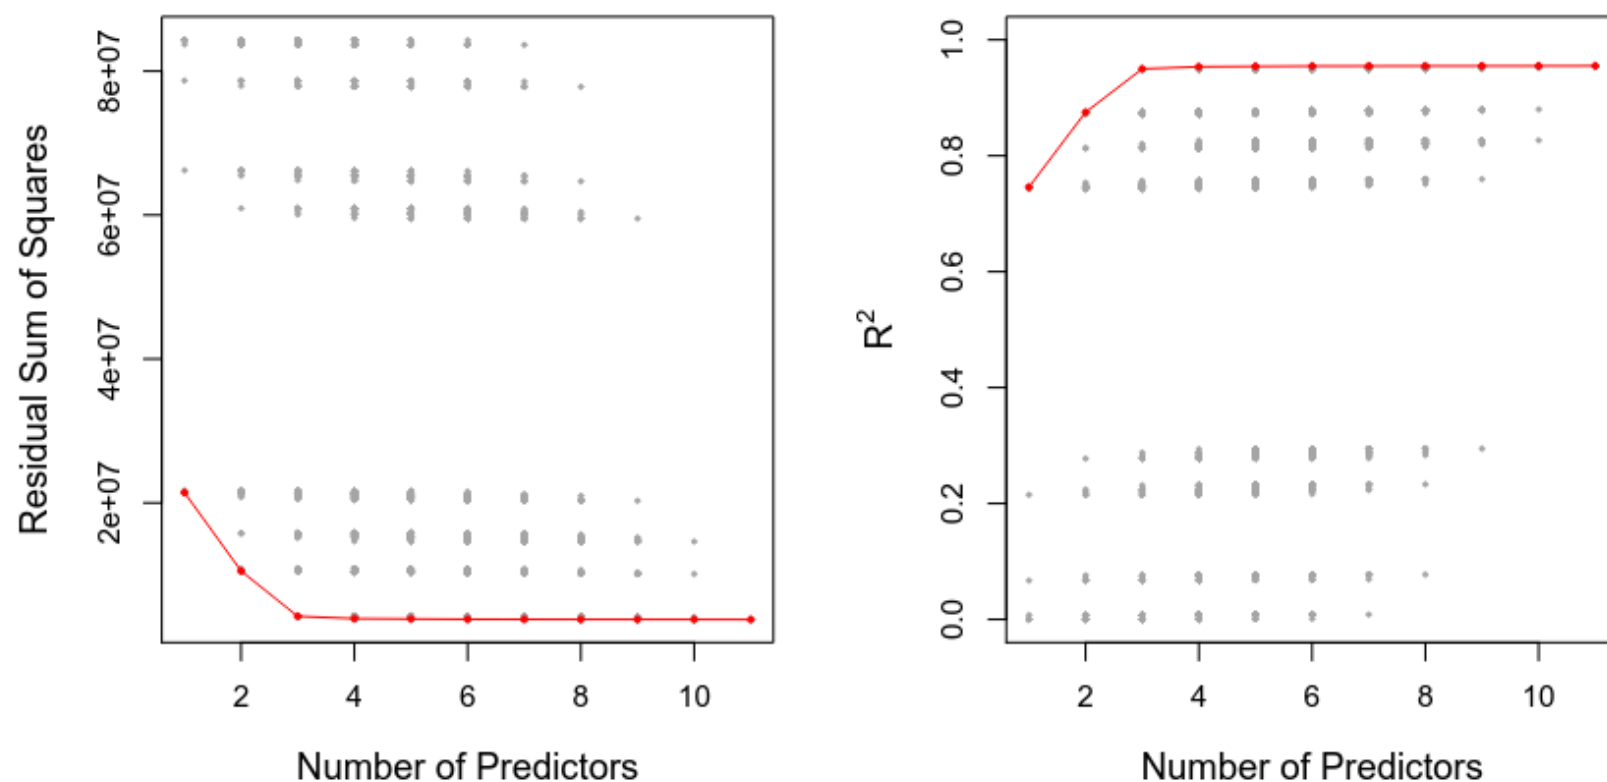 Residual Sum of Squares
8e+07
6e+07
4e+07
2e+07
2 4 6 8 10
Number of Predictors
R²
1.0
0.8
0.6
0.4
0.2
0.0
2 4 6 8 10
Number of Predictors